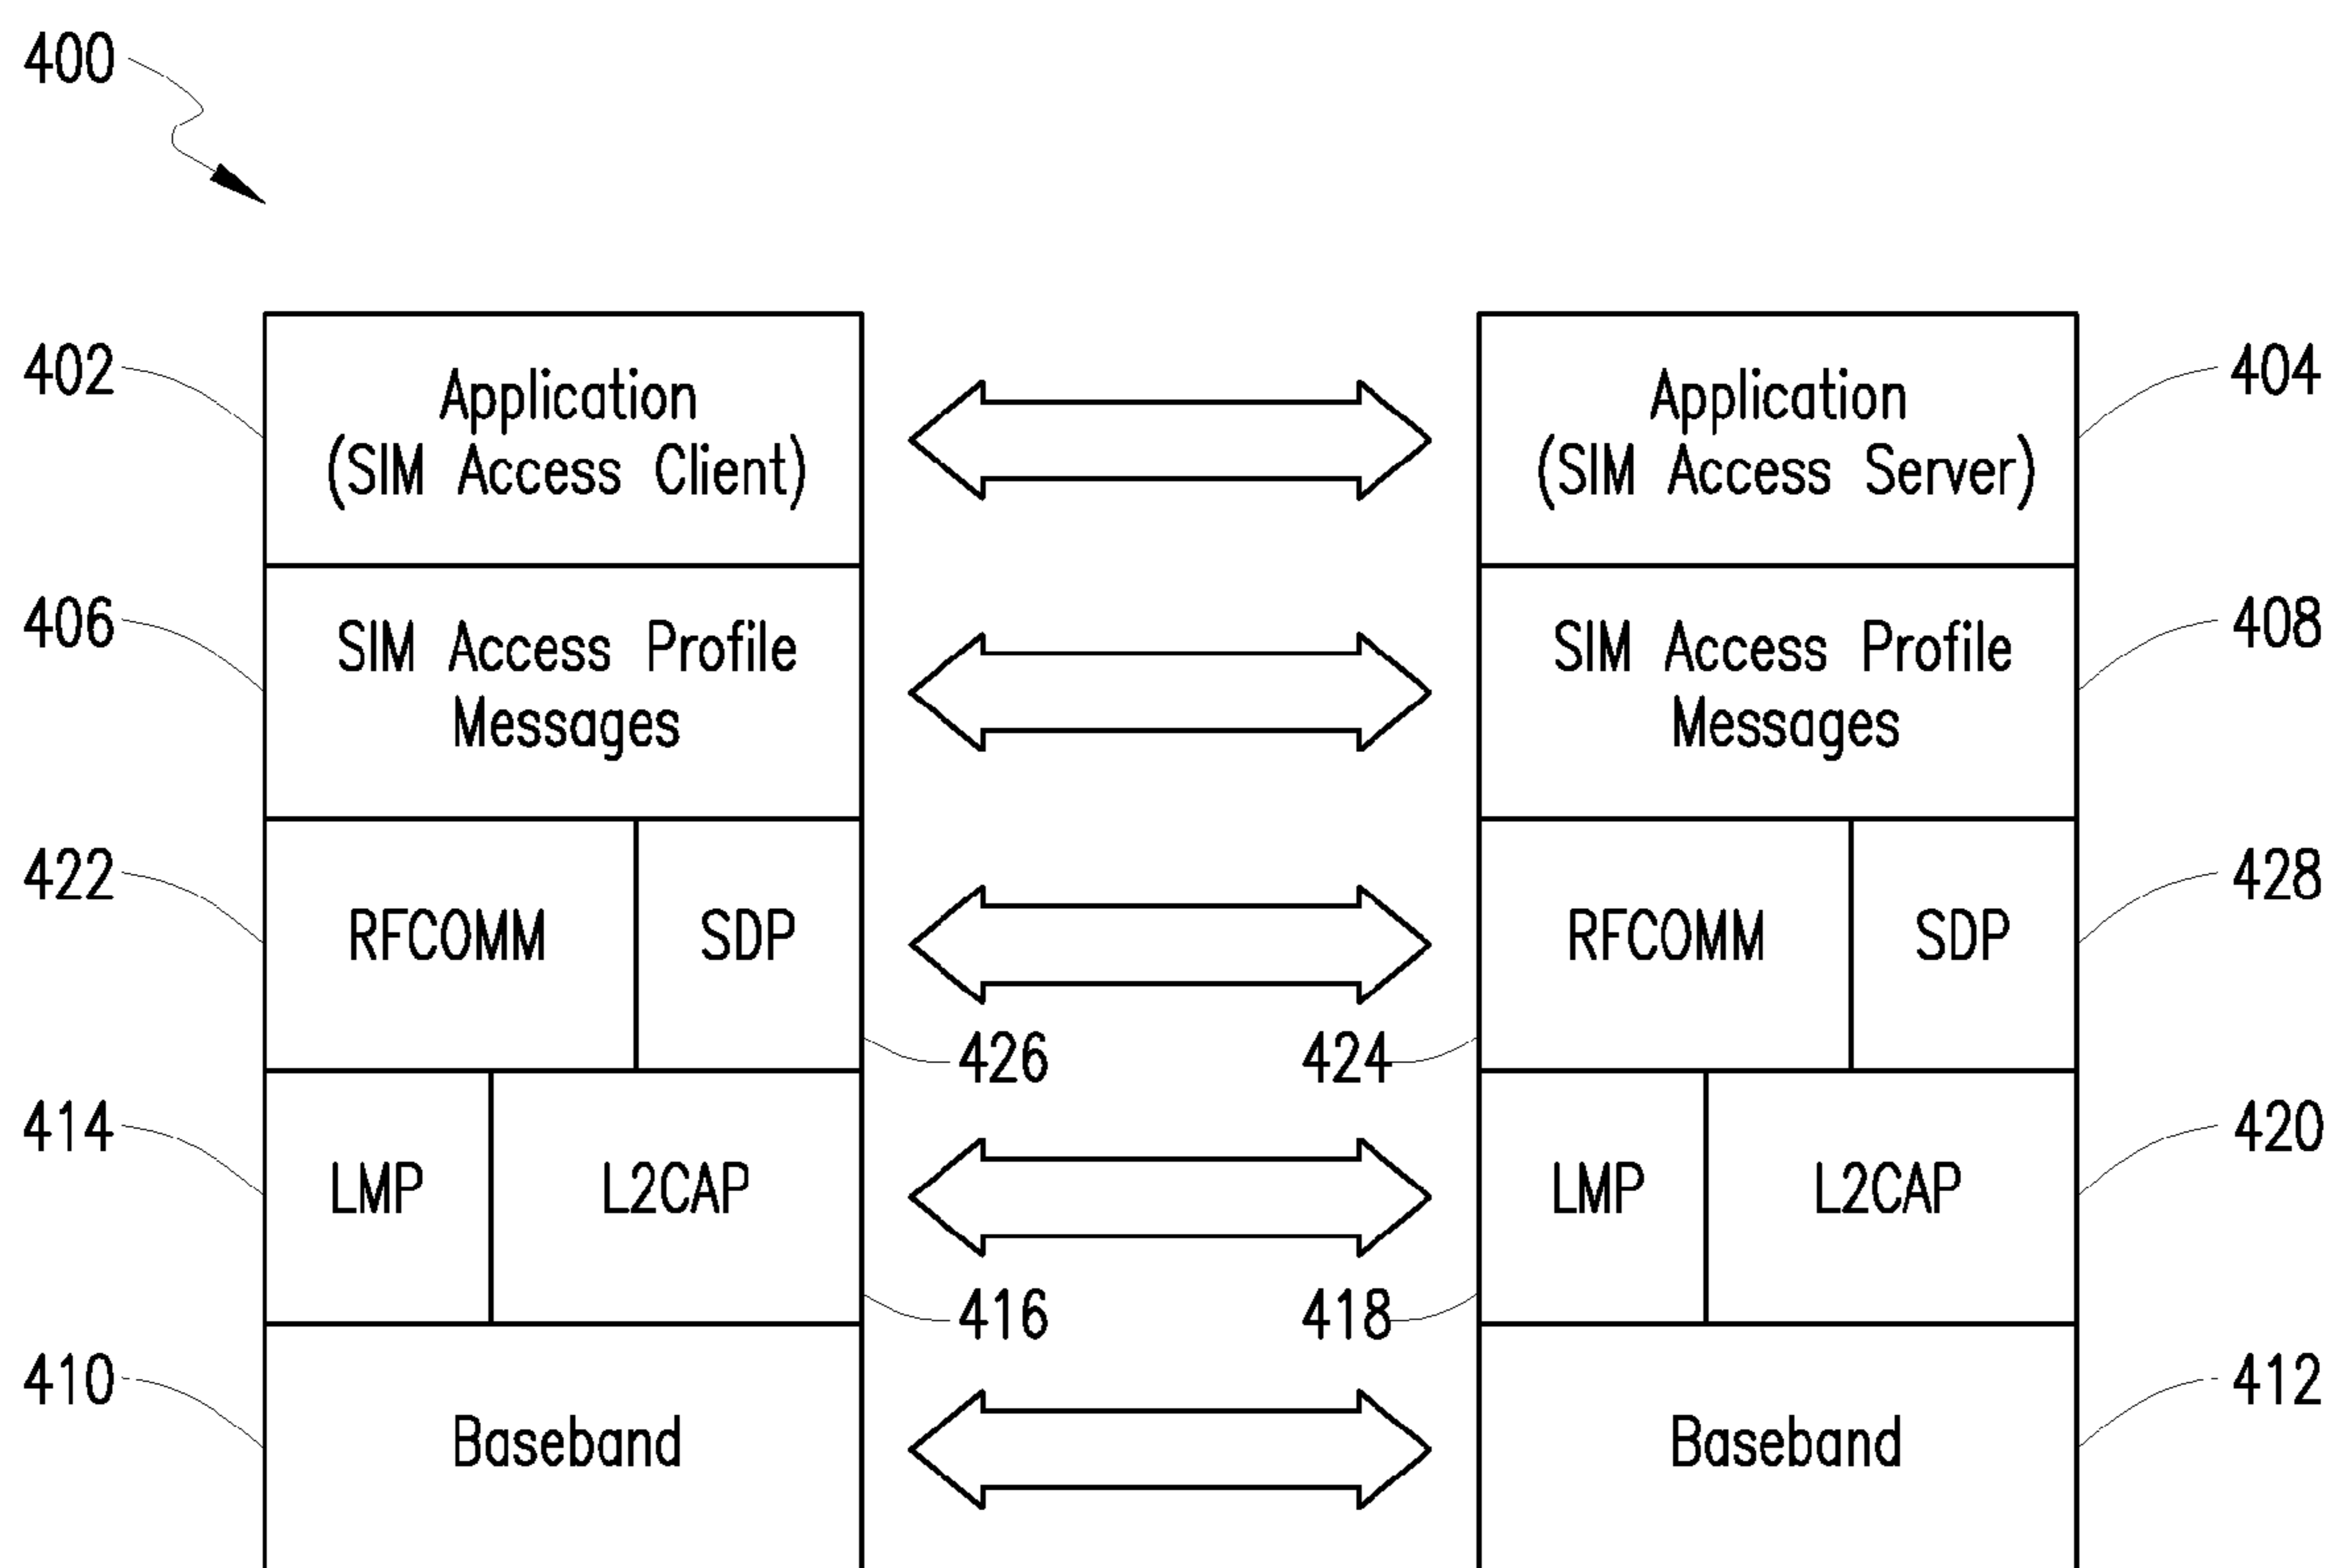 400
402
Application
(SIM Access Client)
Application
(SIM Access Server)
404
406
SIM Access Profile
Messages
SIM Access Profile
Messages
408
422
RFCOMM
SDP
RFCOMM
SDP
428
426
424
414
LMP
L2CAP
LMP
L2CAP
420
416
418
410
Baseband
Baseband
412